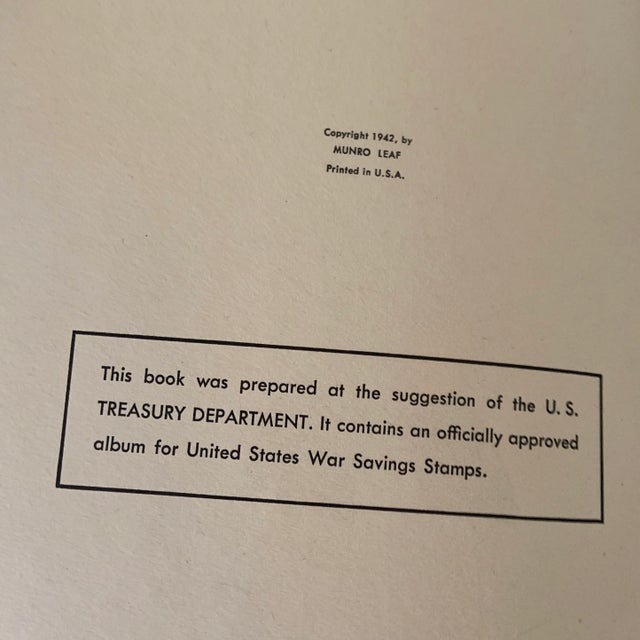 Copyright 1942, by
MUNRO LEAF
Printed in U.S.A.
This book was prepared at the suggestion of the U. S.
TREASURY DEPARTMENT. It contains an officially approved
album for United States War Savings Stamps.